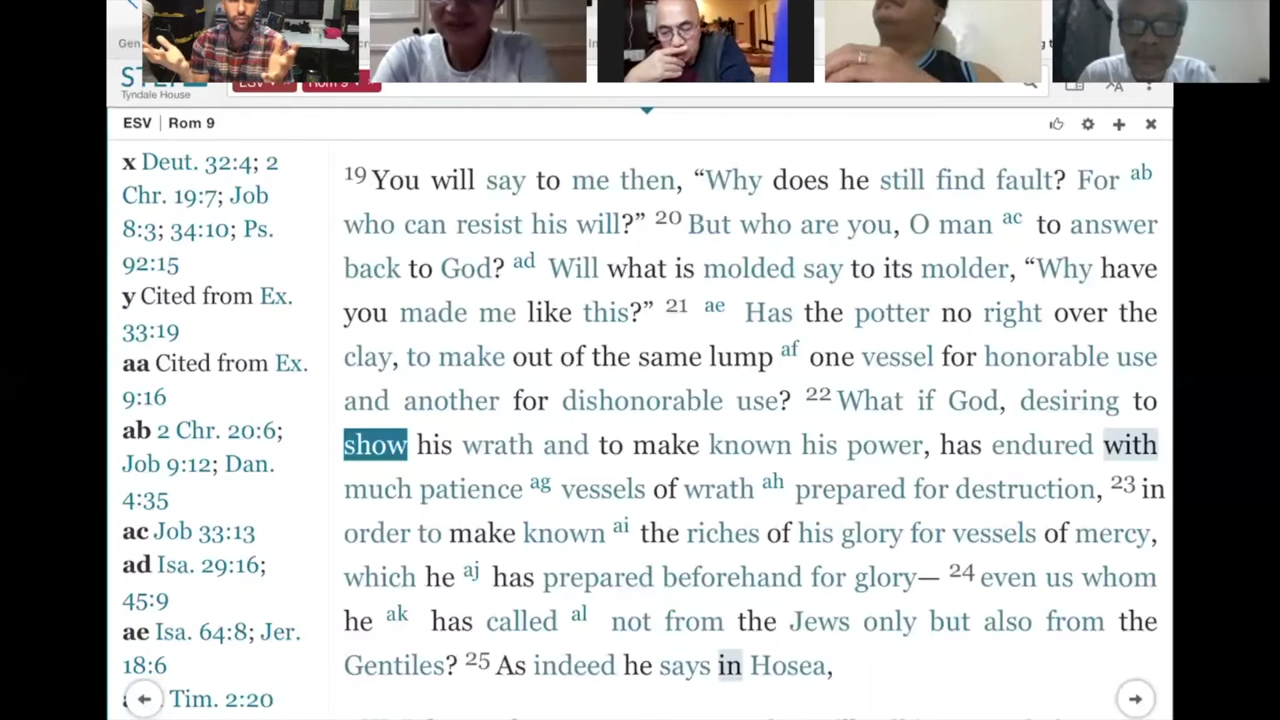 Gen
Tyndale House
ESV
Rom 9
ESV | Rom 9
x Deut. 32:4; 2
Chr. 19:7; Job
8:3; 34:10; Ps.
92:15
y Cited from Ex.
33:19
aa Cited from Ex.
9:16
ab 2 Chr. 20:6;
Job 9:12; Dan.
4:35
ac Job 33:13
ad Isa. 29:16;
45:9
ae Isa. 64:8; Jer.
18:6
Tim. 2:20
19 You will say to me then, “Why does he still find fault? For ab
who can resist his will?” 20 But who are you, O man ac to answer
back to God? ad Will what is molded say to its molder, “Why have
you made me like this?” 21 ae Has the potter no right over the
clay, to make out of the same lump af one vessel for honorable use
and another for dishonorable use? 22 What if God, desiring to
show his wrath and to make known his power, has endured with
much patience ag vessels of wrath ah prepared for destruction, 23 in
order to make known ai the riches of his glory for vessels of mercy,
which he aj has prepared beforehand for glory— 24 even us whom
he ak has called al not from the Jews only but also from the
Gentiles? 25 As indeed he says in Hosea,